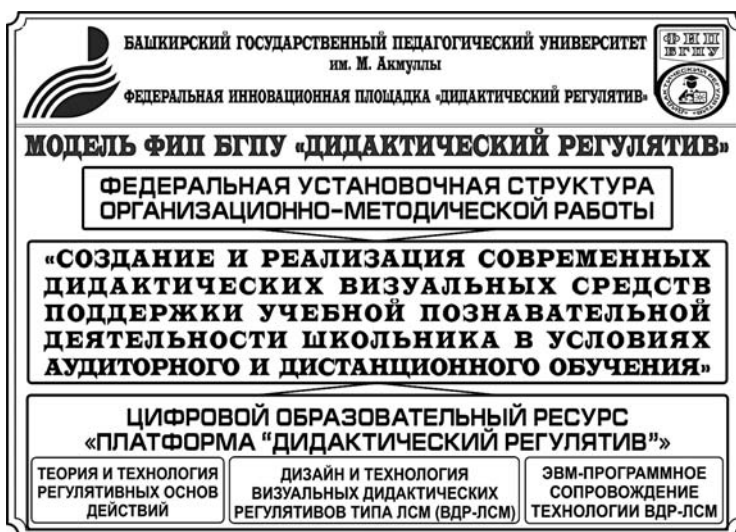 БАШКИРСКИЙ ГОСУДАРСТВЕННЫЙ ПЕДАГОГИЧЕСКИЙ УНИВЕРСИТЕТ
им. М. Акмуллы
ФЕДЕРАЛЬНАЯ ИННОВАЦИОННАЯ ПЛОЩАДКА «ДИДАКТИЧЕСКИЙ РЕГУЛЯТИВ»
ФИП
БГПУ
МОДЕЛЬ ФИП БГПУ «ДИДАКТИЧЕСКИЙ РЕГУЛЯТИВ»
ФЕДЕРАЛЬНАЯ УСТАНОВОЧНАЯ СТРУКТУРА
ОРГАНИЗАЦИОННО-МЕТОДИЧЕСКОЙ РАБОТЫ
«СОЗДАНИЕ И РЕАЛИЗАЦИЯ СОВРЕМЕННЫХ
ДИДАКТИЧЕСКИХ ВИЗУАЛЬНЫХ СРЕДСТВ
ПОДДЕРЖКИ УЧЕБНОЙ ПОЗНАВАТЕЛЬНОЙ
ДЕЯТЕЛЬНОСТИ ШКОЛЬНИКА В УСЛОВИЯХ
АУДИТОРНОГО И ДИСТАНЦИОННОГО ОБУЧЕНИЯ»
ЦИФРОВОЙ ОБРАЗОВАТЕЛЬНЫЙ РЕСУРС
«ПЛАТФОРМА “ДИДАКТИЧЕСКИЙ РЕГУЛЯТИВ”»
ТЕОРИЯ И ТЕХНОЛОГИЯ
РЕГУЛЯТИВНЫХ ОСНОВ
ДЕЙСТВИЙ
ДИЗАЙН И ТЕХНОЛОГИЯ
ВИЗУАЛЬНЫХ ДИДАКТИЧЕСКИХ
РЕГУЛЯТИВОВ ТИПА ЛСМ (ВДР-ЛСМ)
ЭВМ-ПРОГРАММНОЕ
СОПРОВОЖДЕНИЕ
ТЕХНОЛОГИИ ВДР-ЛСМ